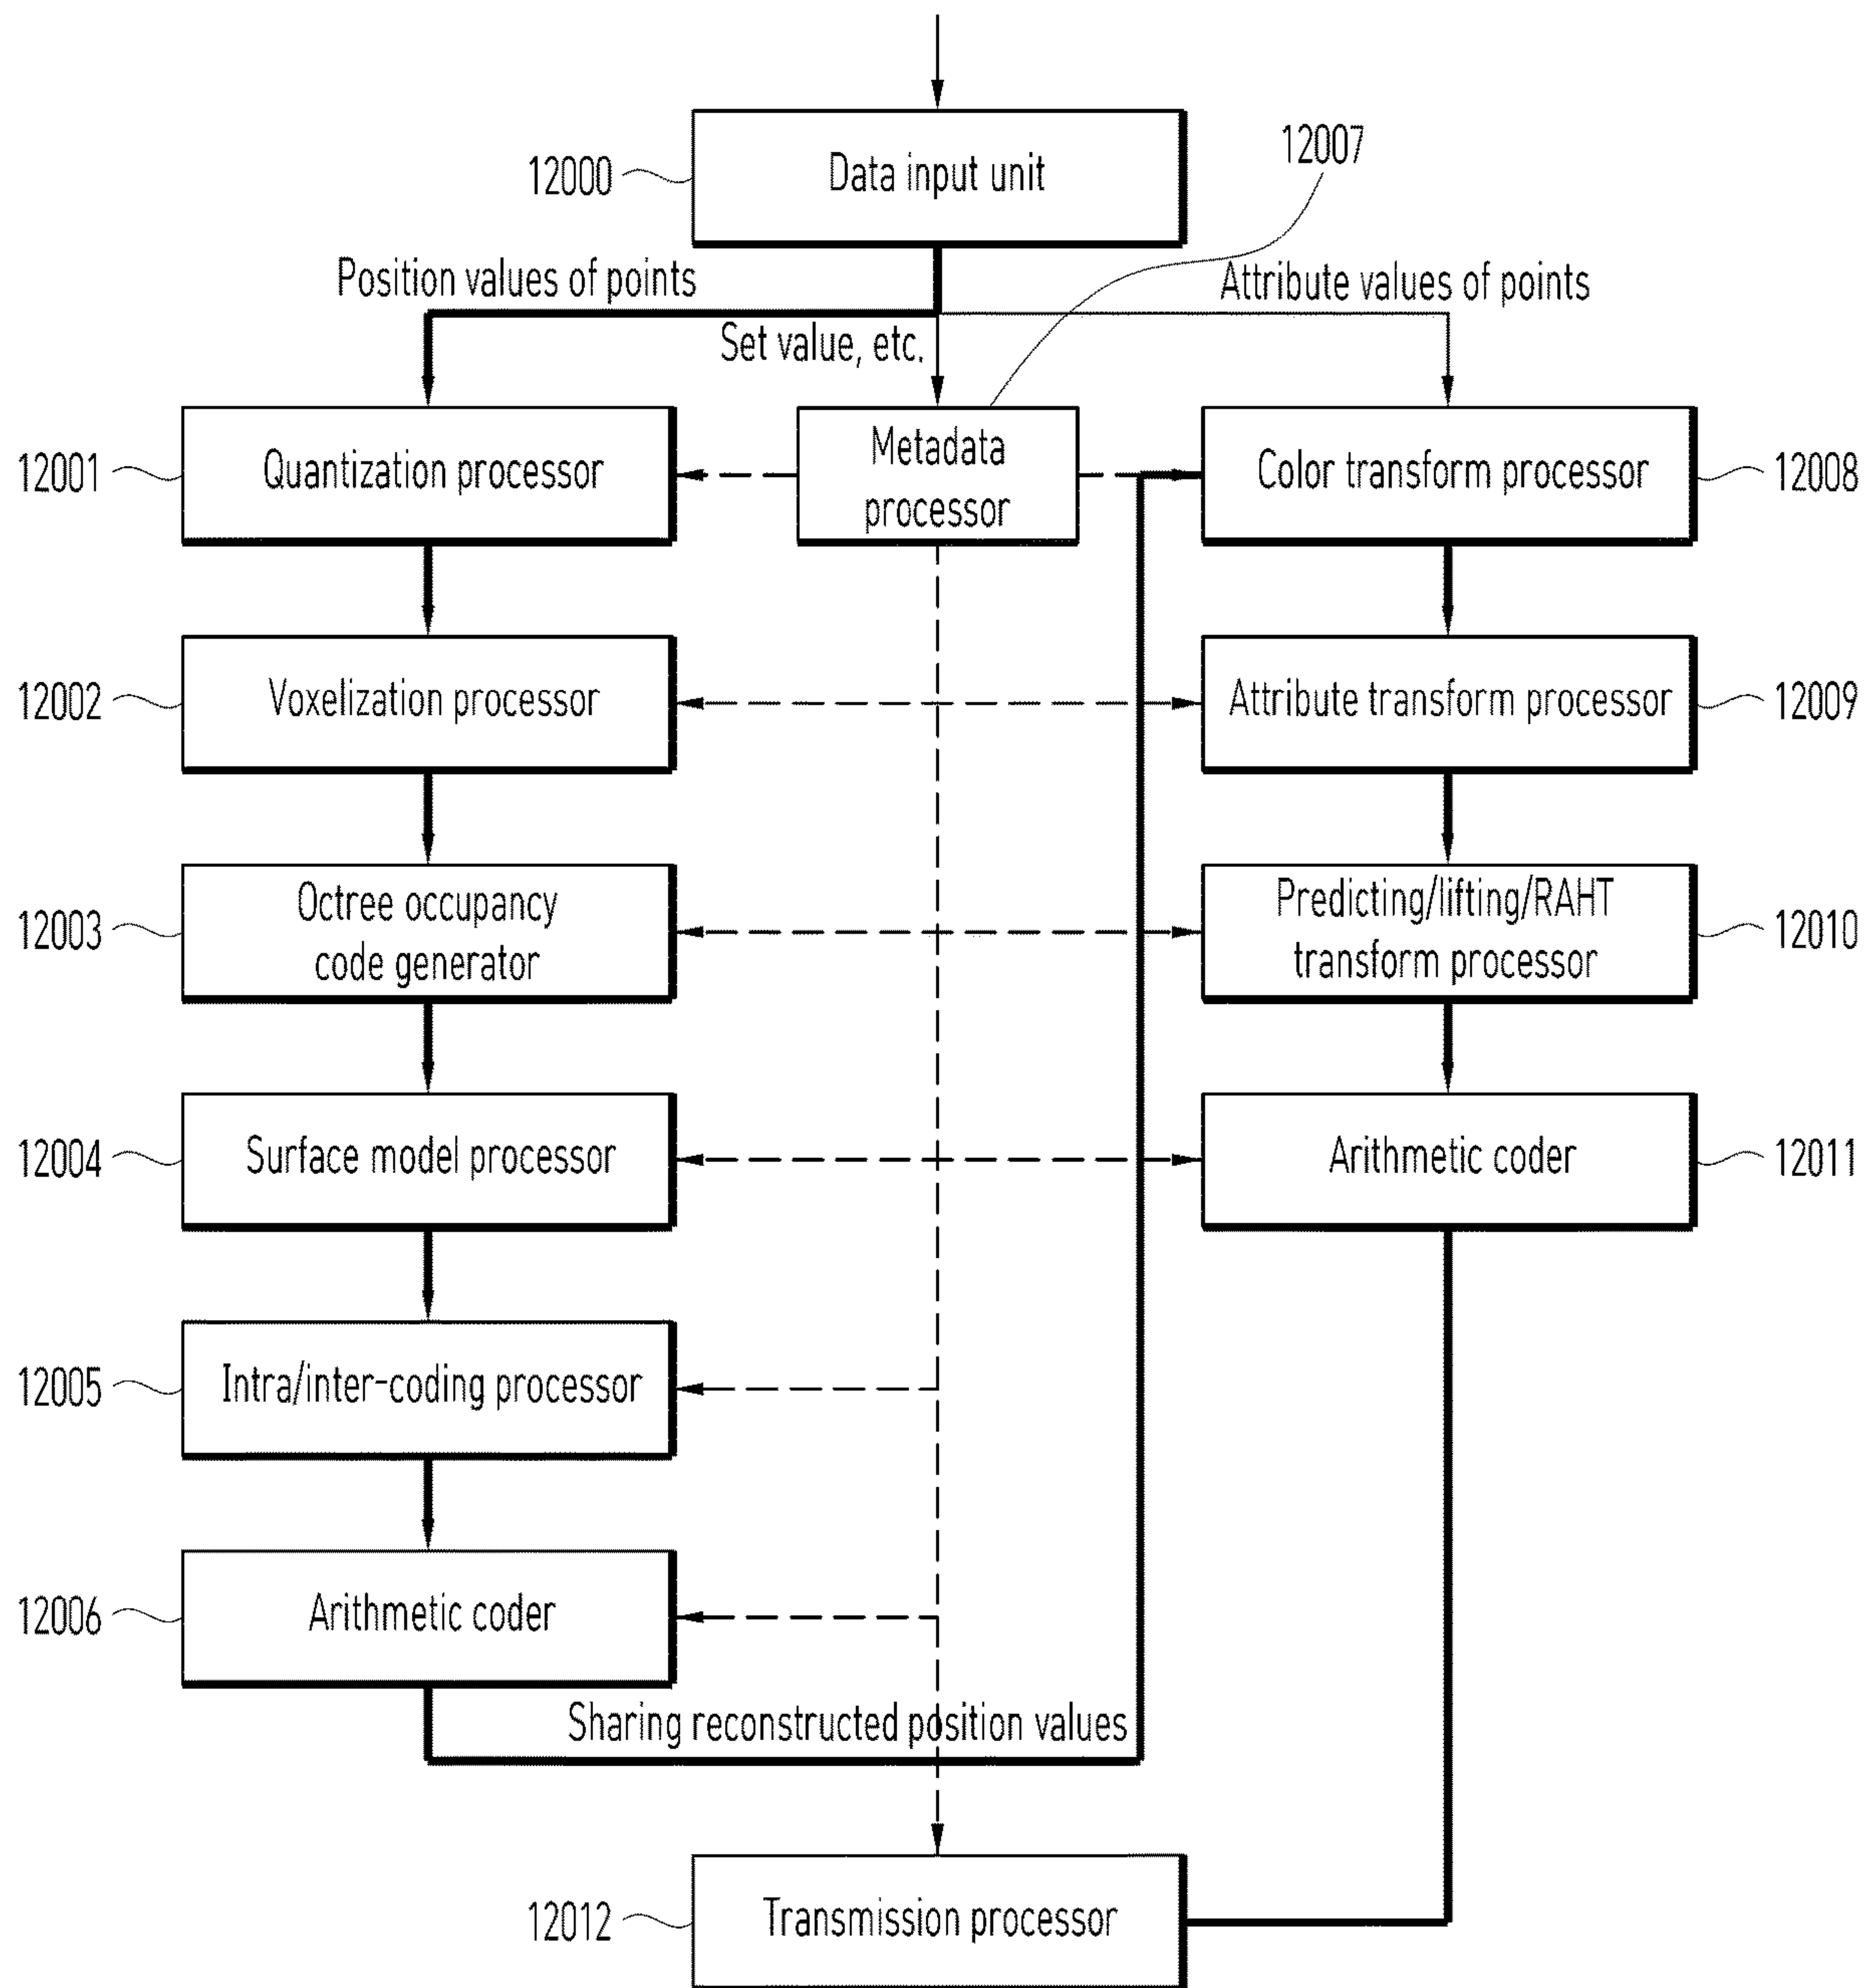 12000
Data input unit
12007
Position values of points
Set value, etc.
Attribute values of points
12001
Quantization processor
Metadata
processor
Color transform processor
12008
12002
Voxelization processor
Attribute transform processor
12009
12003
Octree occupancy
code generator
Predicting/lifting/RAHT
transform processor
12010
12004
Surface model processor
Arithmetic coder
12011
12005
Intra/inter-coding processor
12006
Arithmetic coder
Sharing reconstructed position values
12012
Transmission processor